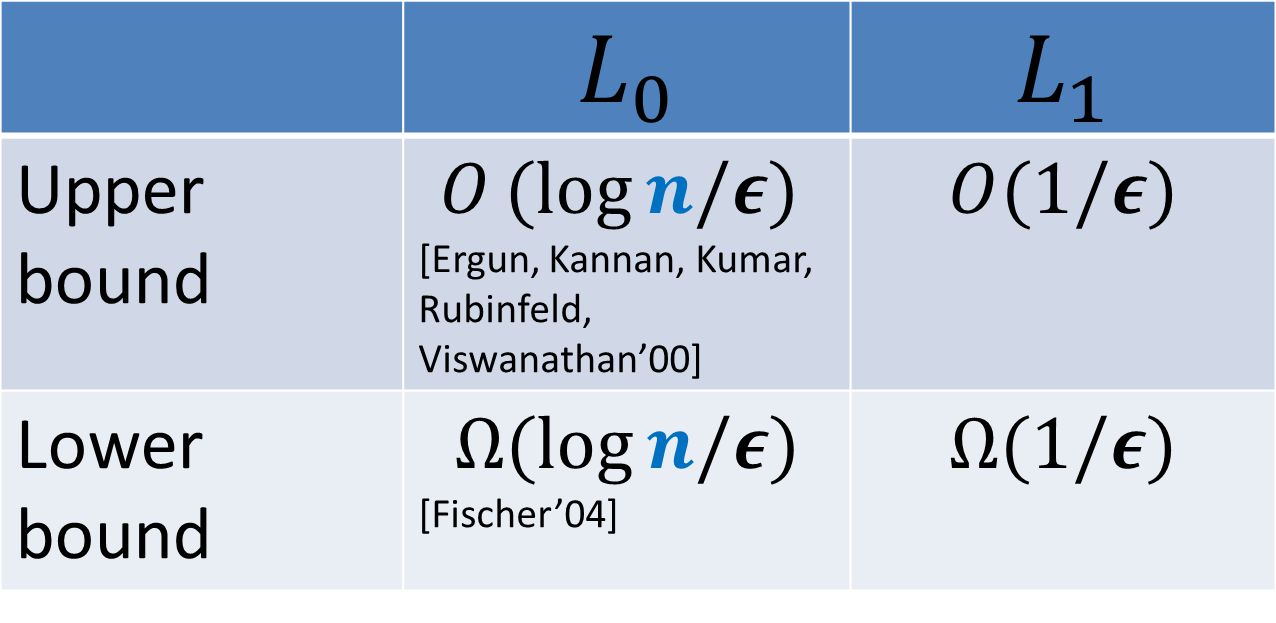 L₀ L₁
Upper bound
O (log n/ϵ)
[Ergun, Kannan, Kumar,
Rubinfeld,
Viswanathan’00]
O(1/ϵ)
Lower bound
Ω(log n/ϵ)
[Fischer’04]
Ω(1/ϵ)